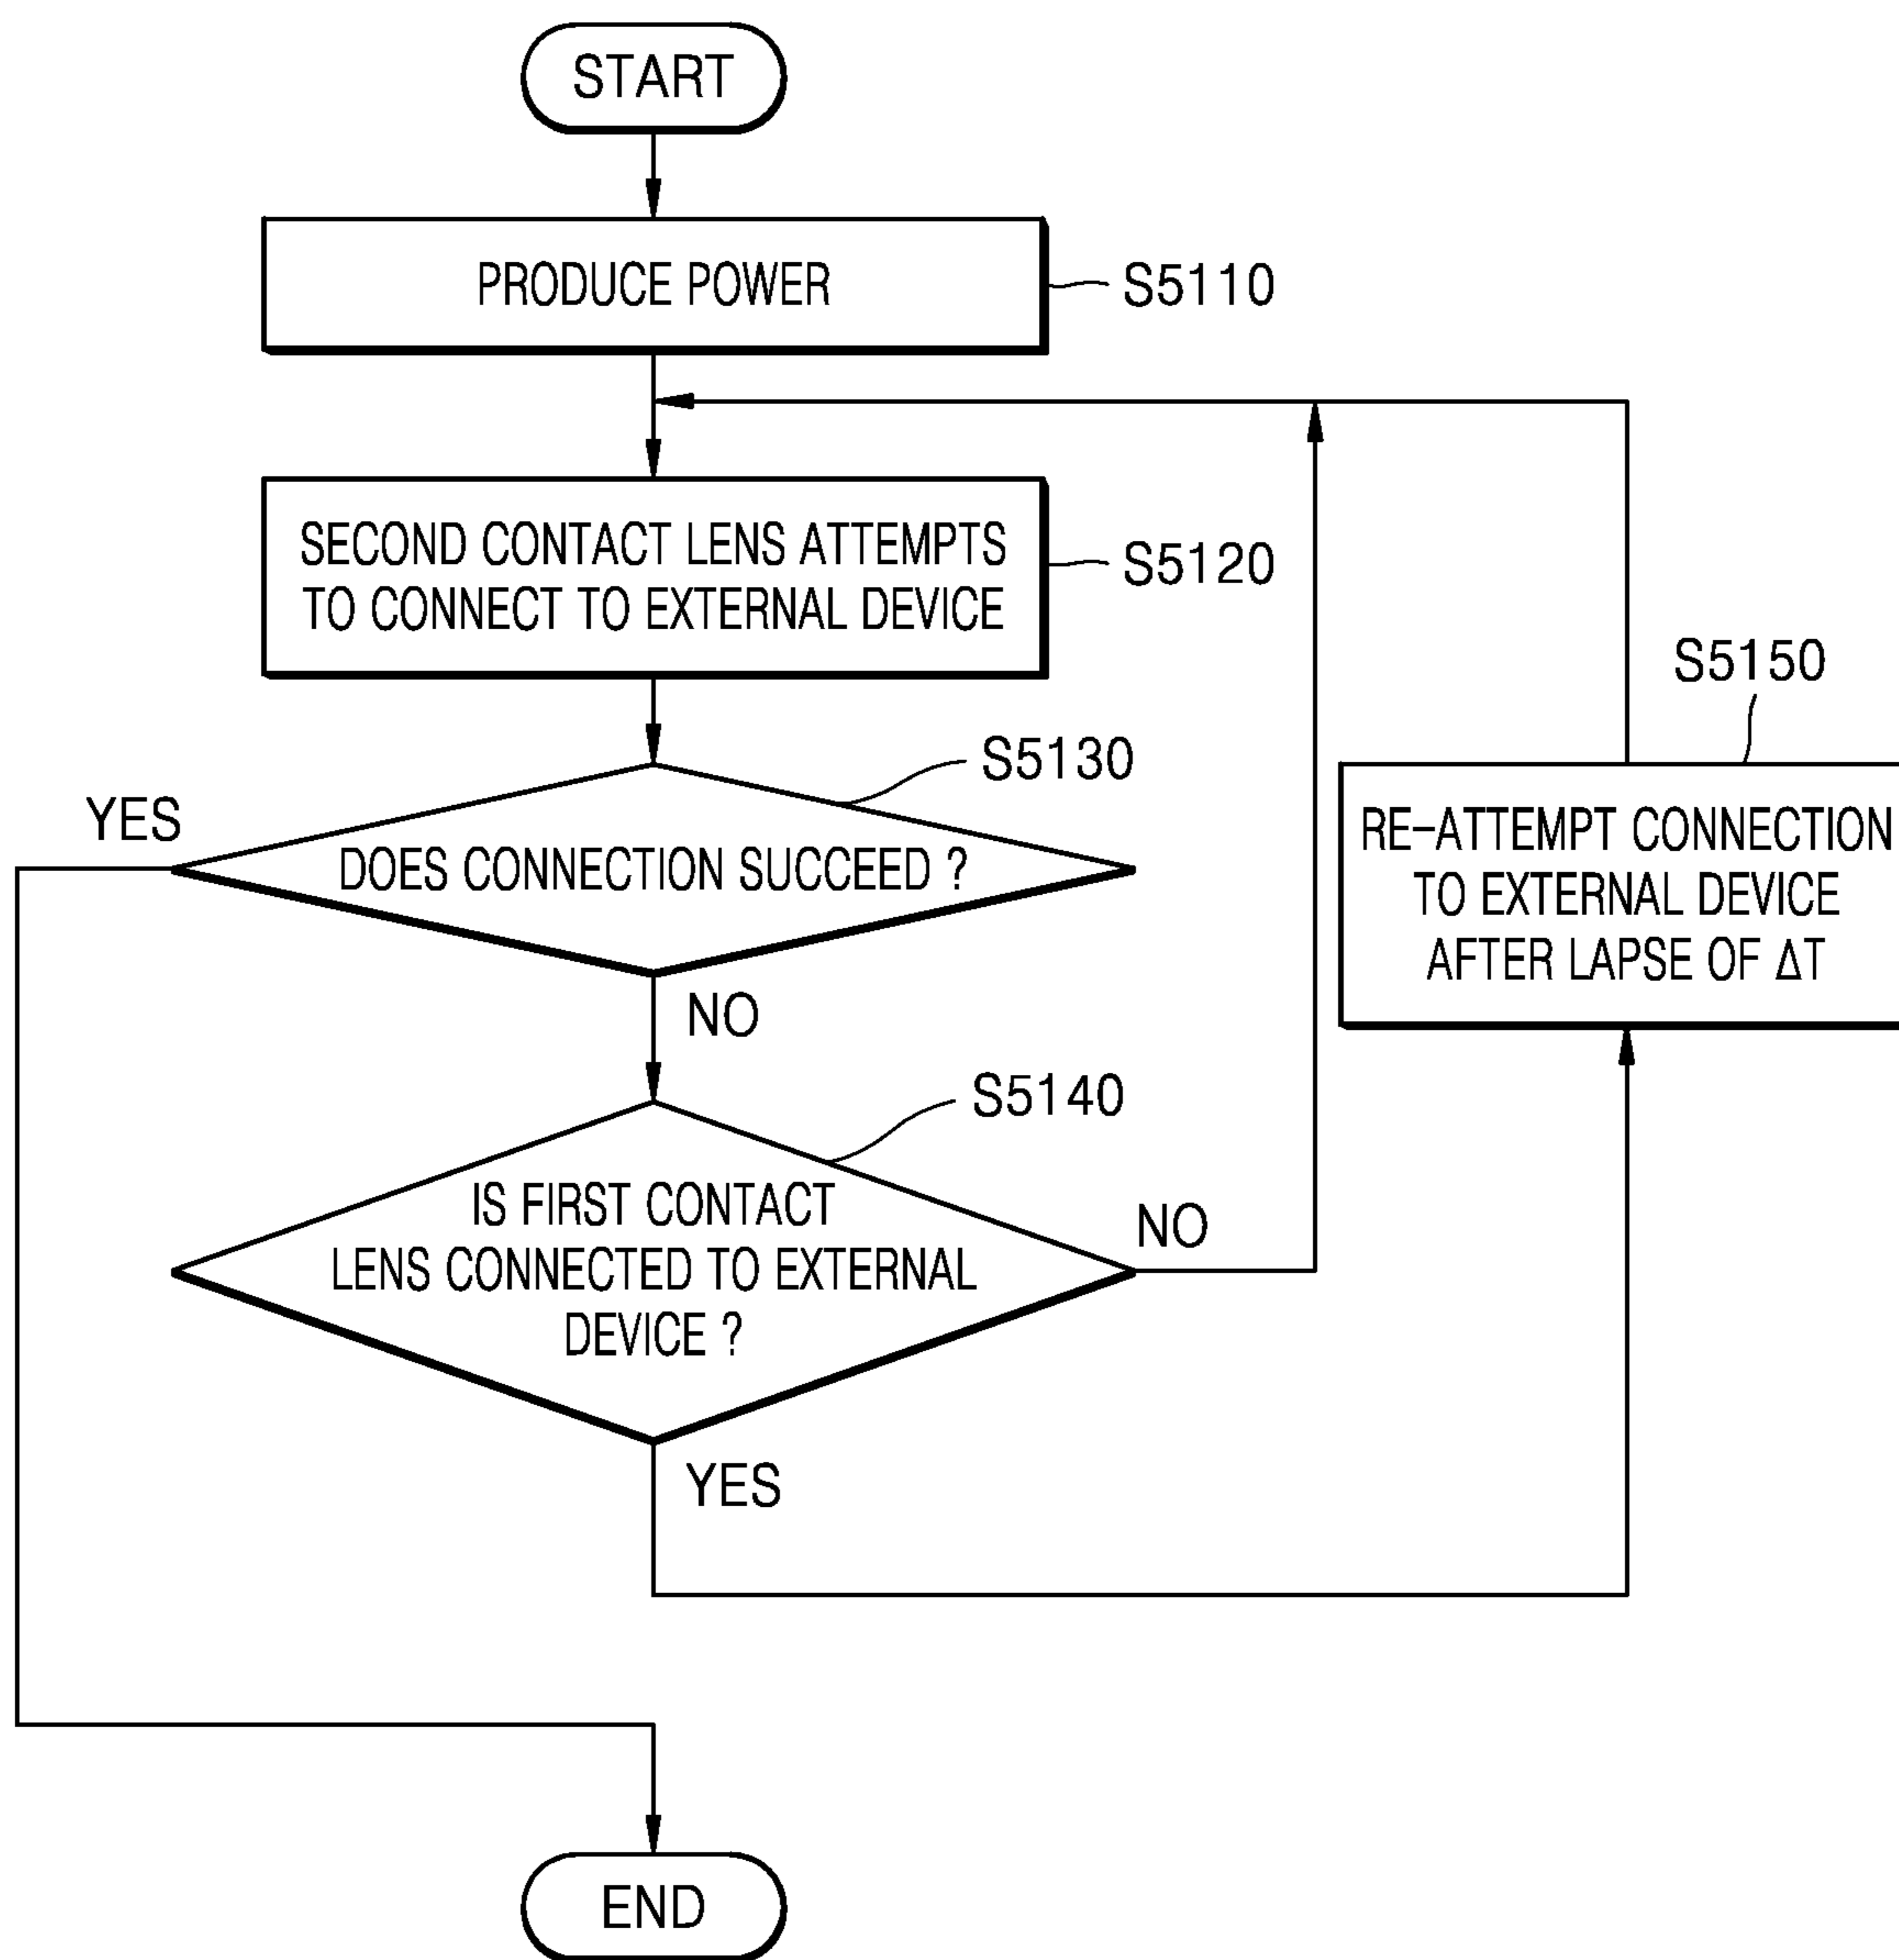 START
PRODUCE POWER
S5110
SECOND CONTACT LENS ATTEMPTS
TO CONNECT TO EXTERNAL DEVICE
S5120
S5130
YES
DOES CONNECTION SUCCEED ?
NO
S5140
IS FIRST CONTACT
LENS CONNECTED TO EXTERNAL
DEVICE ?
NO
YES
S5150
RE-ATTEMPT CONNECTION
TO EXTERNAL DEVICE
AFTER LAPSE OF ΔT
END